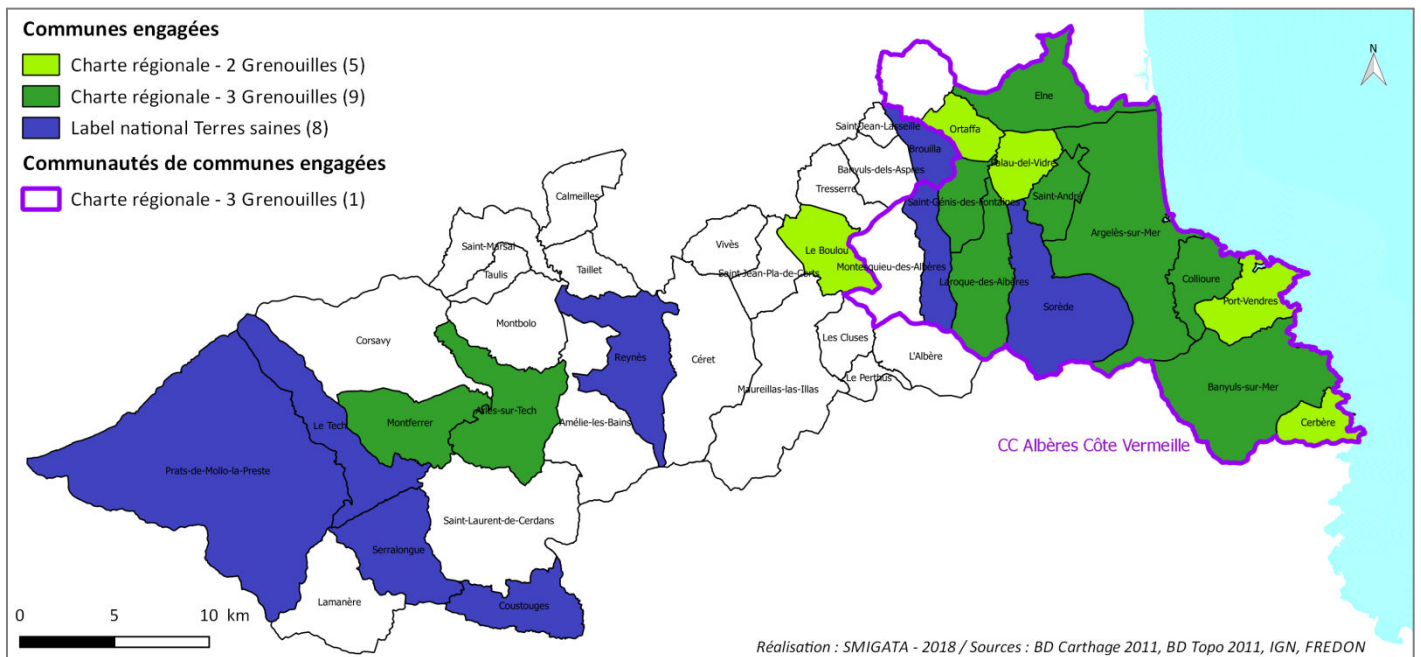 Communes engagées
Charte régionale - 2 Grenouilles (5)
Charte régionale - 3 Grenouilles (9)
Label national Terres saines (8)
Communautés de communes engagées
Charte régionale - 3 Grenouilles (1)
N
Elne
Saint-Jean-Lasseille
Ortaffa
Brouilla
Palau-del-Vidre
Banyuls-dels-Aspres
Calmeilles
Tresserre
Saint-André
Saint-Génis-des-Fontaines
Argelès-sur-Mer
Vivès
Saint-Marsal
Le Boulou
Taillet
Taulis
Saint-Jean-Pla-de-Corts
Montesquieu-des-Albères
Collioure
Laroque-des-Albères
Port-Vendres
Sorède
Montbolo
Les Cluses
Corsavy
Reynès
L'Albère
Céret
Le Perthus
Maureillas-las-Illas
Banyuls-sur-Mer
Arles-sur-Tech
Montferrer
Amélie-les-Bains
Cerbère
Le Tech
CC Albères Côte Vermeille
Prats-de-Mollo-la-Preste
Saint-Laurent-de-Cerdans
Serralongue
Lamanère
Coustouges
0 5 10 km
Réalisation : SMIGATA - 2018 / Sources : BD Carthage 2011, BD Topo 2011, IGN, FREDON